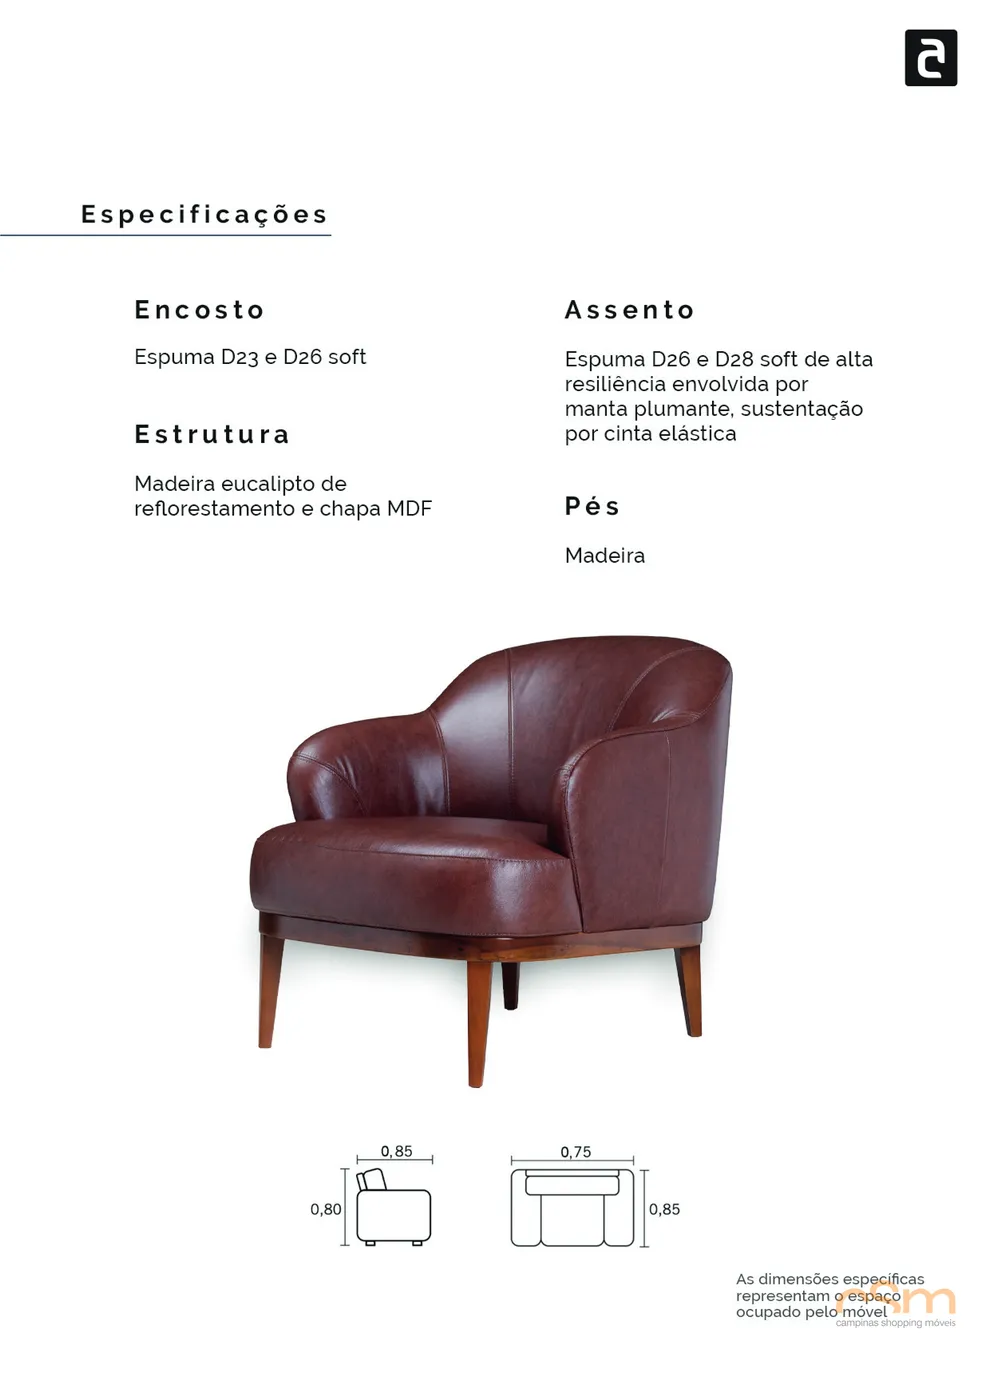 Especificações
Encosto
Espuma D23 e D26 soft
Estrutura
Madeira eucalipto de
reflorestamento e chapa MDF
Assento
Espuma D26 e D28 soft de alta
resiliência envolvida por
manta plumante, sustentação
por cinta elástica
Pés
Madeira
0,85
0,80
0,75
0,85
As dimensões específicas
representam o espaço
ocupado pelo móvel
csm
campinas shopping móveis